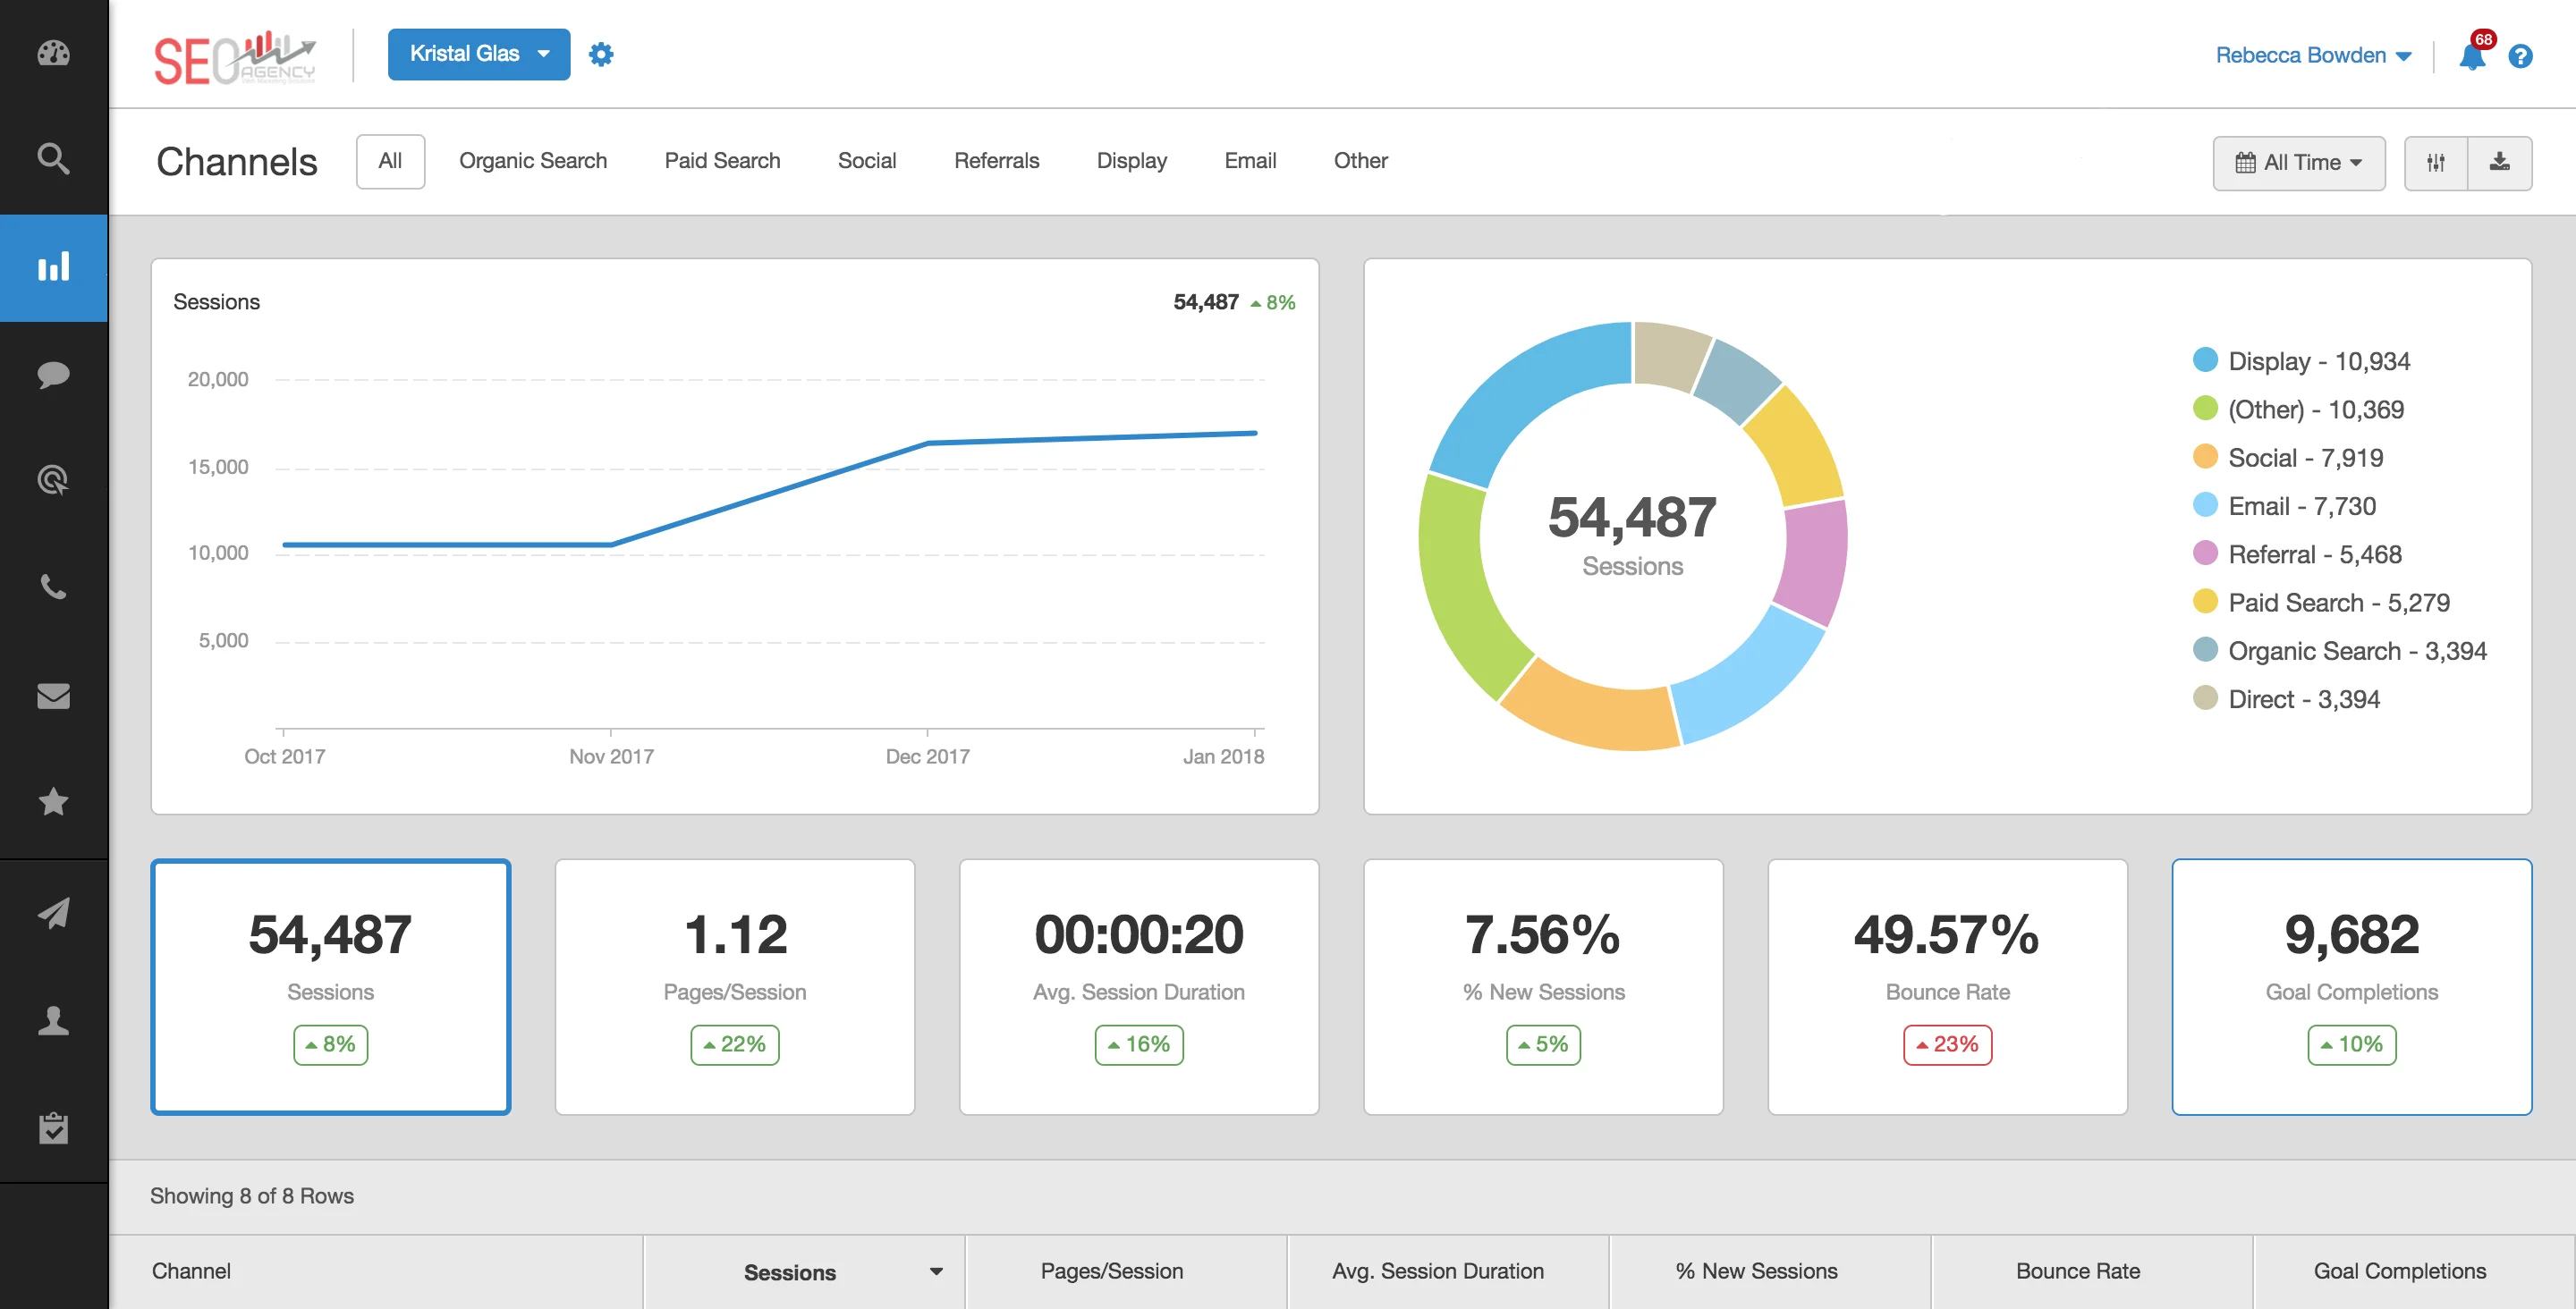 SEO AGENCY
Kristal Glas
Rebecca Bowden
68
?
Channels
All
Organic Search
Paid Search
Social
Referrals
Display
Email
Other
All Time
Sessions
54,487 8%
20,000
15,000
10,000
5,000
Oct 2017
Nov 2017
Dec 2017
Jan 2018
54,487
Sessions
Display - 10,934
(Other) - 10,369
Social - 7,919
Email - 7,730
Referral - 5,468
Paid Search - 5,279
Organic Search - 3,394
Direct - 3,394
54,487
Sessions
8%
1.12
Pages/Session
22%
00:00:20
Avg. Session Duration
16%
7.56%
% New Sessions
5%
49.57%
Bounce Rate
23%
9,682
Goal Completions
10%
Showing 8 of 8 Rows
Channel
Sessions
Pages/Session
Avg. Session Duration
% New Sessions
Bounce Rate
Goal Completions